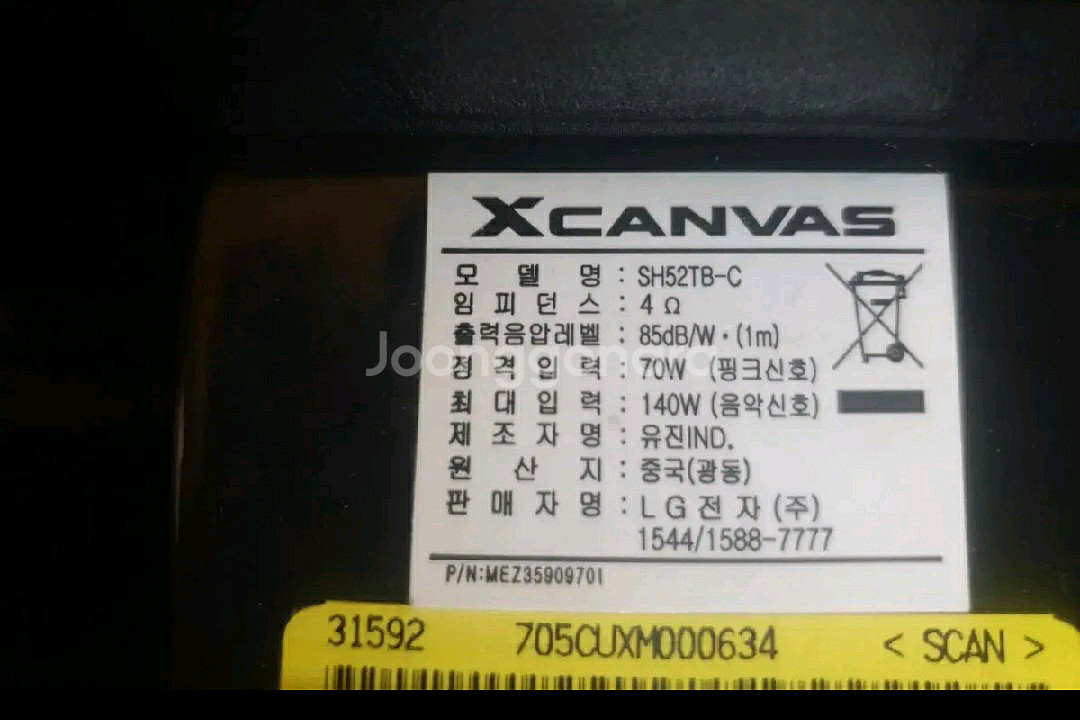 XCANVAS
모 델 명 : SH52TB-C
임 피 던 스 : 4 Ω
출력음압레벨 : 85dB/W·(1m)
Joonggonara
정 격 입 력 : 70W (핑크신호)
최 대 입 력 : 140W (음악신호)
제 조 자 명 : 유진IND.
원 산 지 : 중국(광동)
판 매 자 명 : LG전자(주)
1544/1588-7777
P/N:MEZ35909701
31592 705CUXM000634 < SCAN >